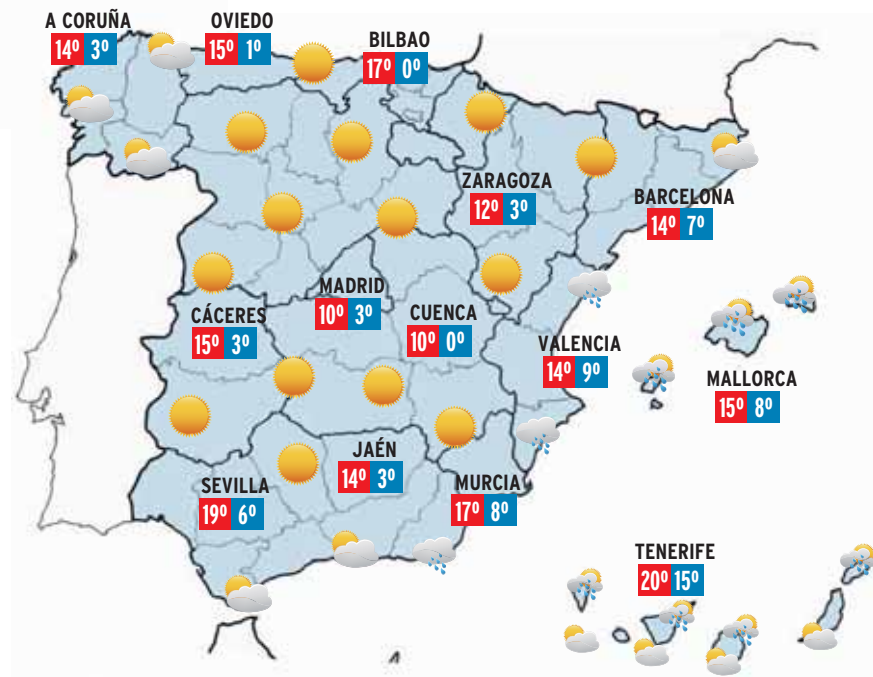 A CORUÑA
14º 3º
OVIEDO
15º 1º
BILBAO
17º 0º
ZARAGOZA
12º 3º
BARCELONA
14º 7º
MADRID
10º 3º
CÁCERES
15º 3º
CUENCA
10º 0º
VALENCIA
14º 9º
MALLORCA
15º 8º
JAÉN
14º 3º
SEVILLA
19º 6º
MURCIA
17º 8º
TENERIFE
20º 15º